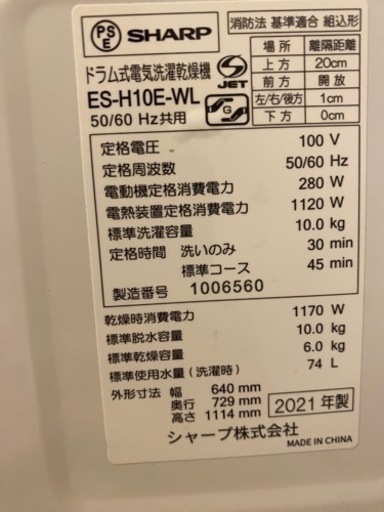 PSE SHARP
ドラム式電気洗濯乾燥機
ES-H10E-WL
50/60 Hz共用
S-JET
G
消防法 基準適合 組込形
場所 離隔距離
上方 20cm
前方 開放
左/右/後方 1cm
下方 0cm
定格電圧 100 V
定格周波数 50/60 Hz
電動機定格消費電力 280 W
電熱装置定格消費電力 1120 W
標準洗濯容量 10.0 kg
定格時間 洗いのみ 30 min
標準コース 45 min
製造番号 1006560
乾燥時消費電力 1170 W
標準脱水容量 10.0 kg
標準乾燥容量 6.0 kg
標準使用水量(洗濯時) 74 L
外形寸法 幅 640 mm
奥行 729 mm
高さ 1114 mm
2021年製
シャープ株式会社
MADE IN CHINA